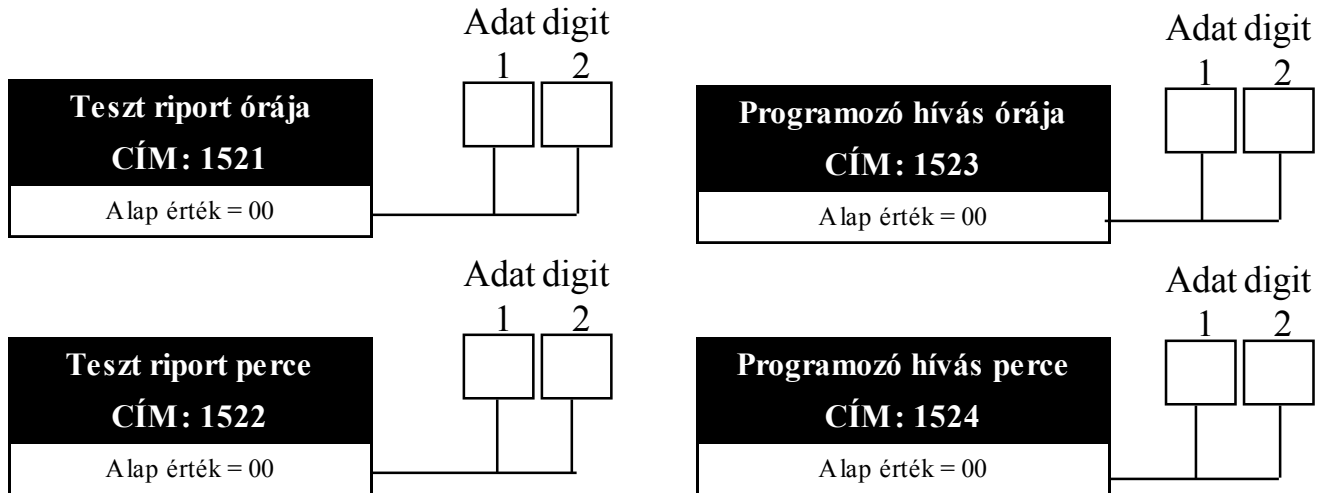 Adat digit
1 2
Teszt riport órája
CÍM: 1521
Alap érték = 00
Adat digit
1 2
Programozó hívás órája
CÍM: 1523
Alap érték = 00
Adat digit
1 2
Teszt riport perce
CÍM: 1522
Alap érték = 00
Adat digit
1 2
Programozó hívás perce
CÍM: 1524
Alap érték = 00